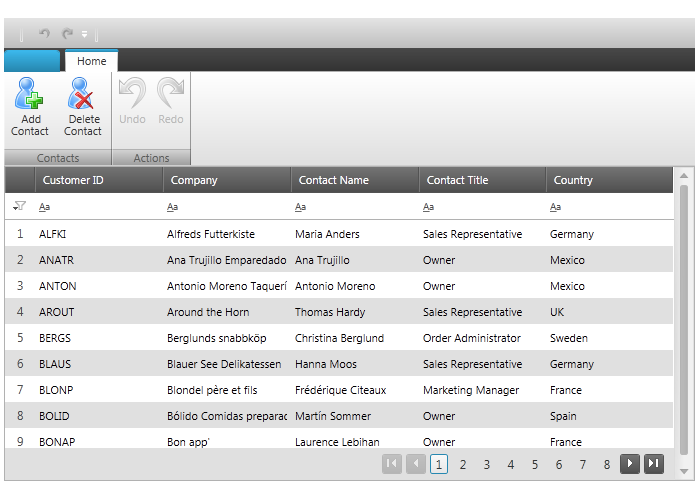 Home
Add Contact Delete Contact Undo Redo
Contacts Actions
Customer ID Company Contact Name Contact Title Country
Aa Aa Aa Aa Aa
1 ALFKI Alfreds Futterkiste Maria Anders Sales Representative Germany
2 ANATR Ana Trujillo Emparedado Ana Trujillo Owner Mexico
3 ANTON Antonio Moreno Taquerí Antonio Moreno Owner Mexico
4 AROUT Around the Horn Thomas Hardy Sales Representative UK
5 BERGS Berglunds snabbköp Christina Berglund Order Administrator Sweden
6 BLAUS Blauer See Delikatessen Hanna Moos Sales Representative Germany
7 BLONP Blondel père et fils Frédérique Citeaux Marketing Manager France
8 BOLID Bólido Comidas preparac Martín Sommer Owner Spain
9 BONAP Bon app' Laurence Lebihan Owner France
1 2 3 4 5 6 7 8